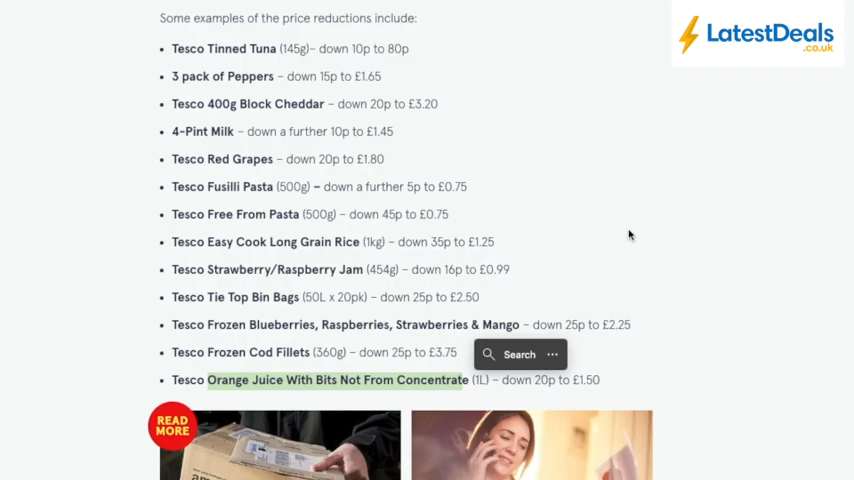 Some examples of the price reductions include:
LatestDeals
.co.uk
• Tesco Tinned Tuna (145g)– down 10p to 80p
• 3 pack of Peppers – down 15p to £1.65
• Tesco 400g Block Cheddar – down 20p to £3.20
• 4-Pint Milk – down a further 10p to £1.45
• Tesco Red Grapes – down 20p to £1.80
• Tesco Fusilli Pasta (500g) – down a further 5p to £0.75
• Tesco Free From Pasta (500g) – down 45p to £0.75
• Tesco Easy Cook Long Grain Rice (1kg) – down 35p to £1.25
• Tesco Strawberry/Raspberry Jam (454g) – down 16p to £0.99
• Tesco Tie Top Bin Bags (50L x 20pk) – down 25p to £2.50
• Tesco Frozen Blueberries, Raspberries, Strawberries & Mango – down 25p to £2.25
• Tesco Frozen Cod Fillets (360g) – down 25p to £3.75
Search ...
• Tesco Orange Juice With Bits Not From Concentrate (1L) – down 20p to £1.50
READ
MORE